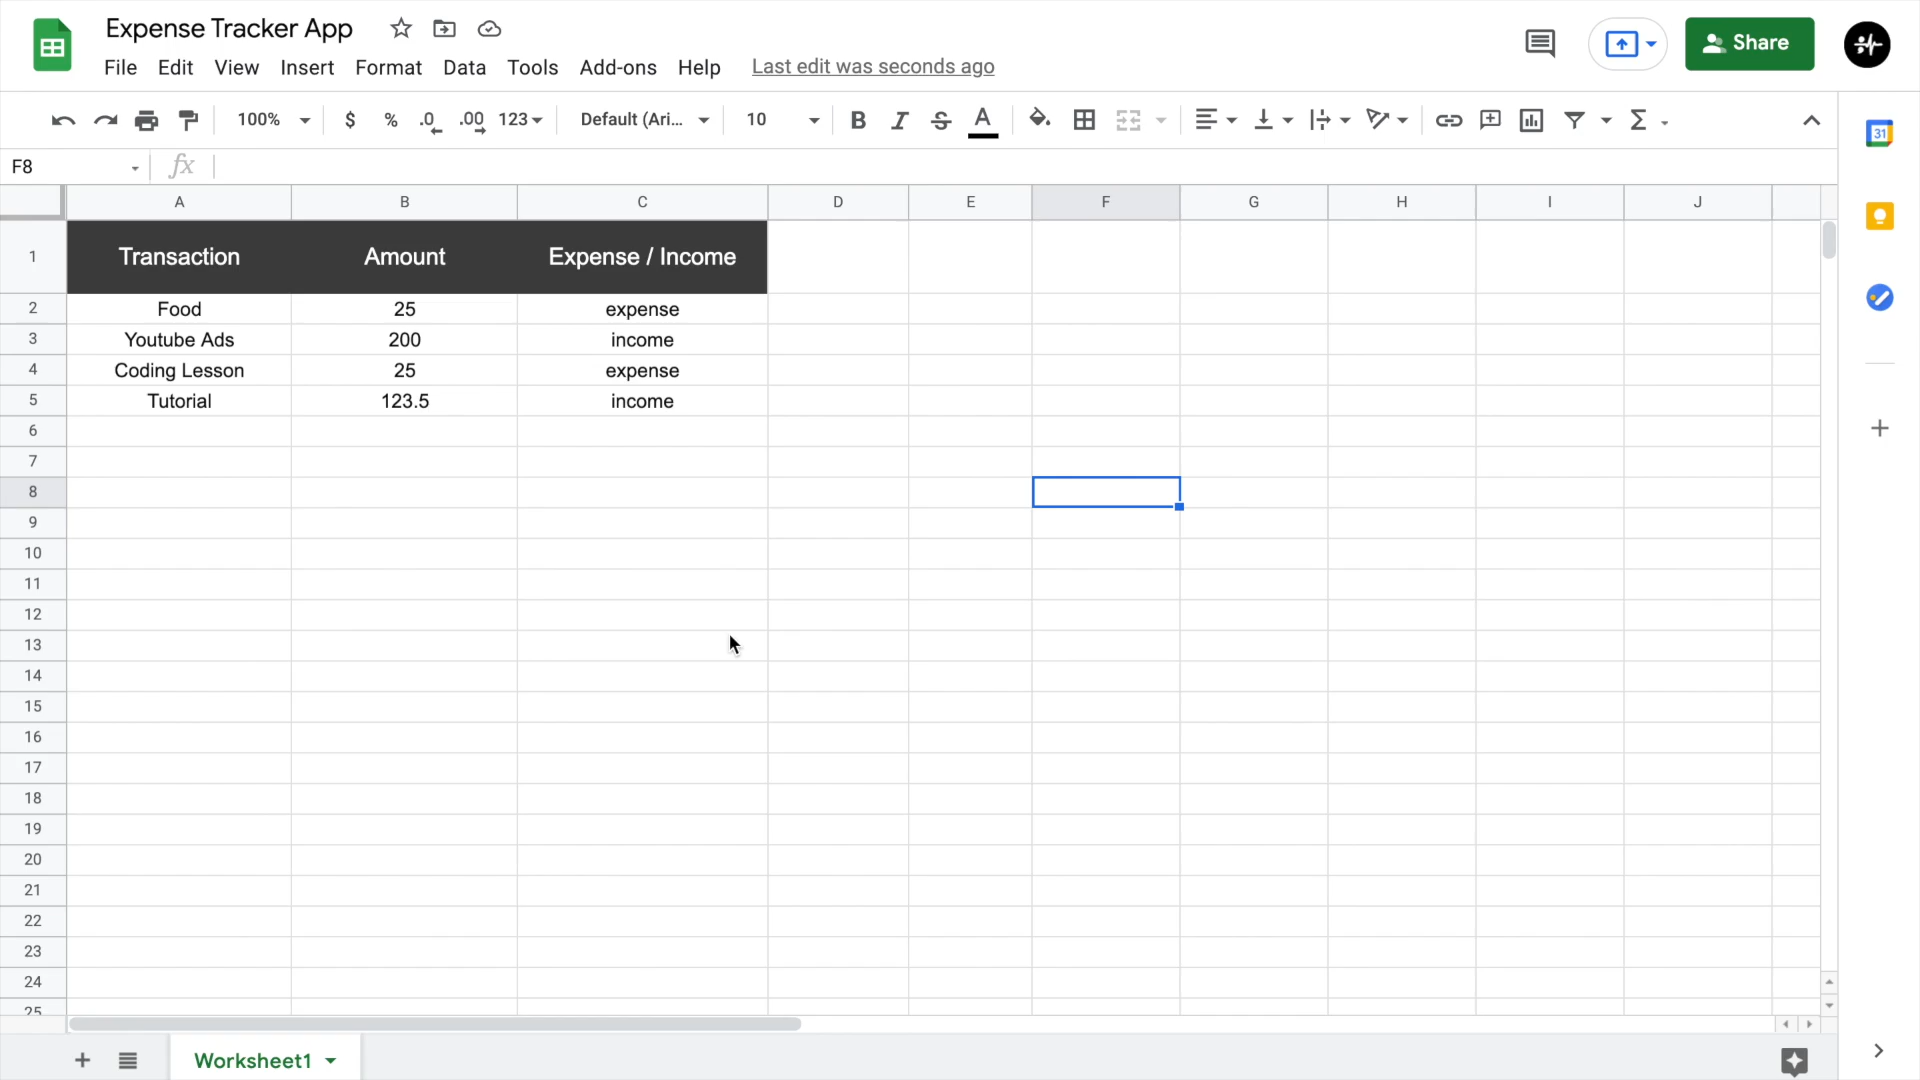 Expense Tracker App
File Edit View Insert Format Data Tools Add-ons Help Last edit was seconds ago
Share
100% $ % .0 .00 123 Default (Ari... 10 B I S A Σ
31
F8 fx
A B C D E F G H I J
1 Transaction Amount Expense / Income
2 Food 25 expense
3 Youtube Ads 200 income
4 Coding Lesson 25 expense
5 Tutorial 123.5 income
6
7
8
9
10
11
12
13
14
15
16
17
18
19
20
21
22
23
24
25
Worksheet1